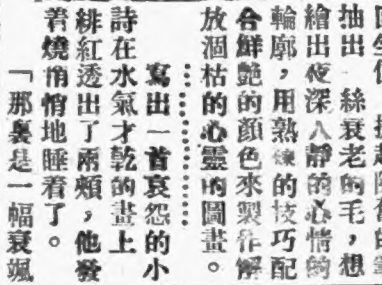 抽出一絲衰老的毛，想
繪出夜深人靜的心情的
輪廓，用熟練的技巧配
合鮮艷的顏色來製作解
放涸枯的心靈的圖畫。
…………
寫出一首哀怨的小
詩在水氣才乾的畫上
緋紅透出了兩頰，他發
着燒悄悄地睡着了。
「那裏是一幅衰颯